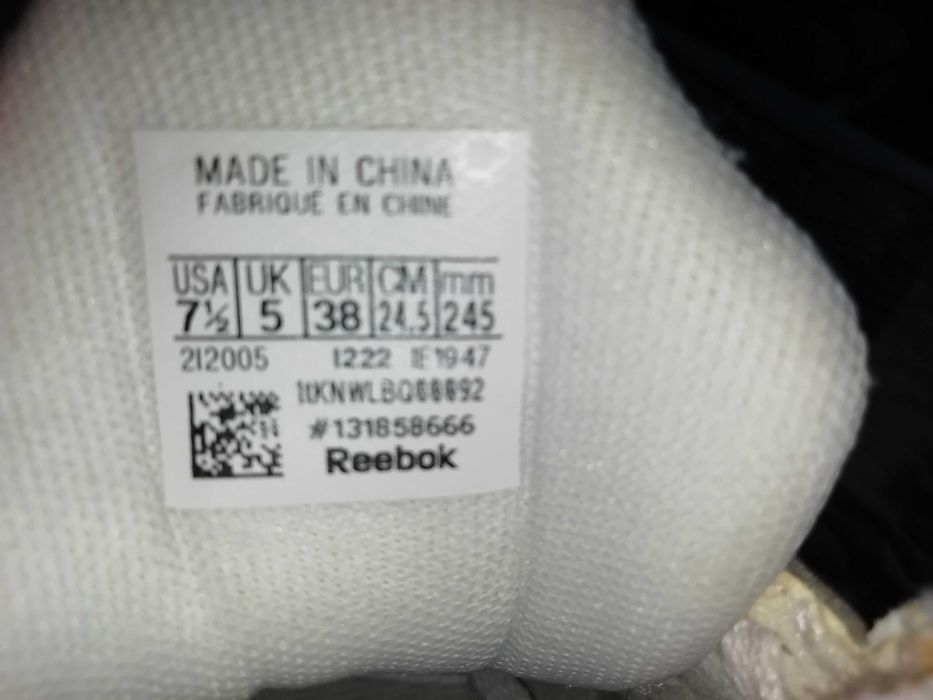 MADE IN CHINA
FABRIQUÉ EN CHINE
USA UK EUR CM mm
7½ 5 38 24.5 245
212005 1222 IF1947
#131858666
Reebok